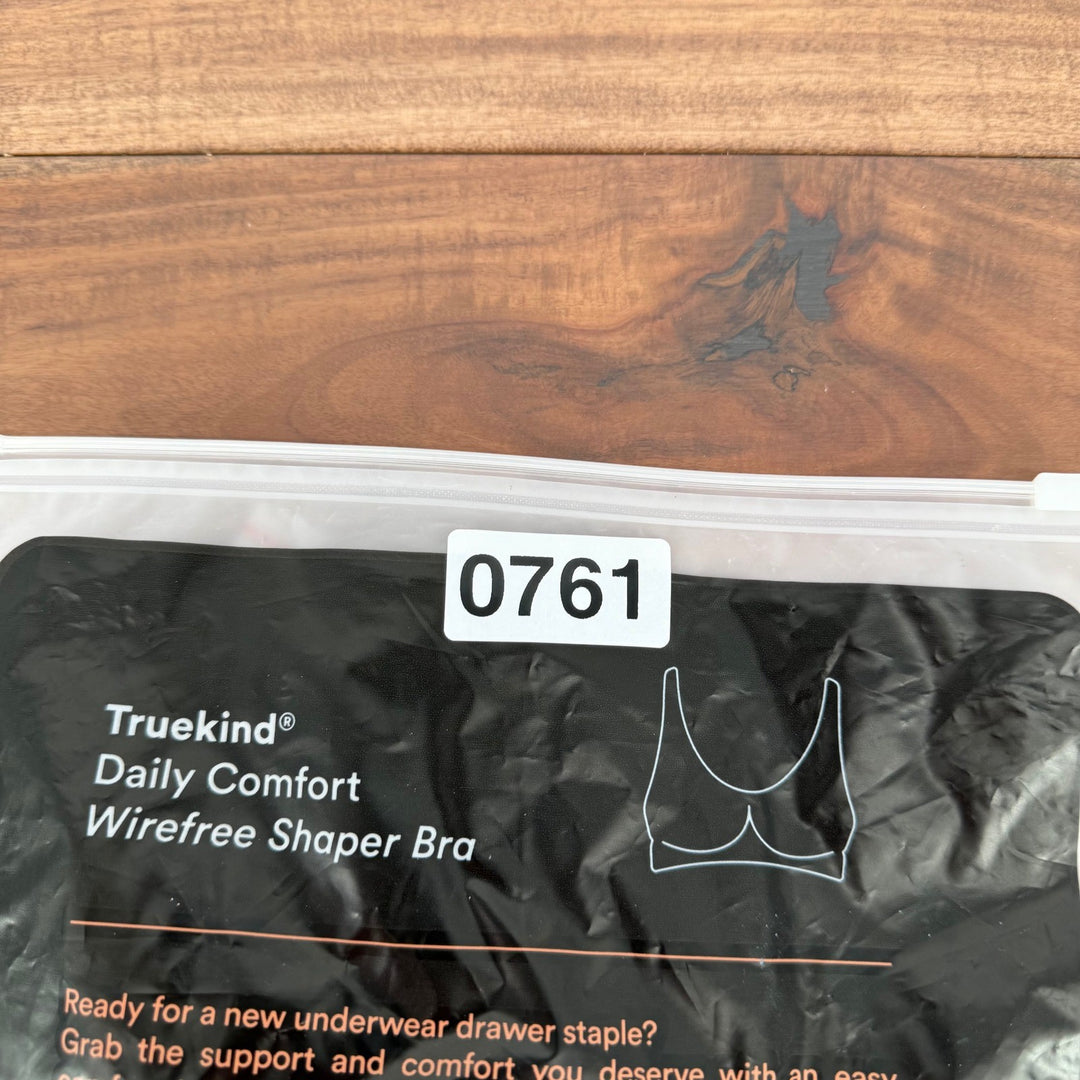 0761
Truekind®
Daily Comfort
Wirefree Shaper Bra
Ready for a new underwear drawer staple?
Grab the support and comfort you deserve with an easy